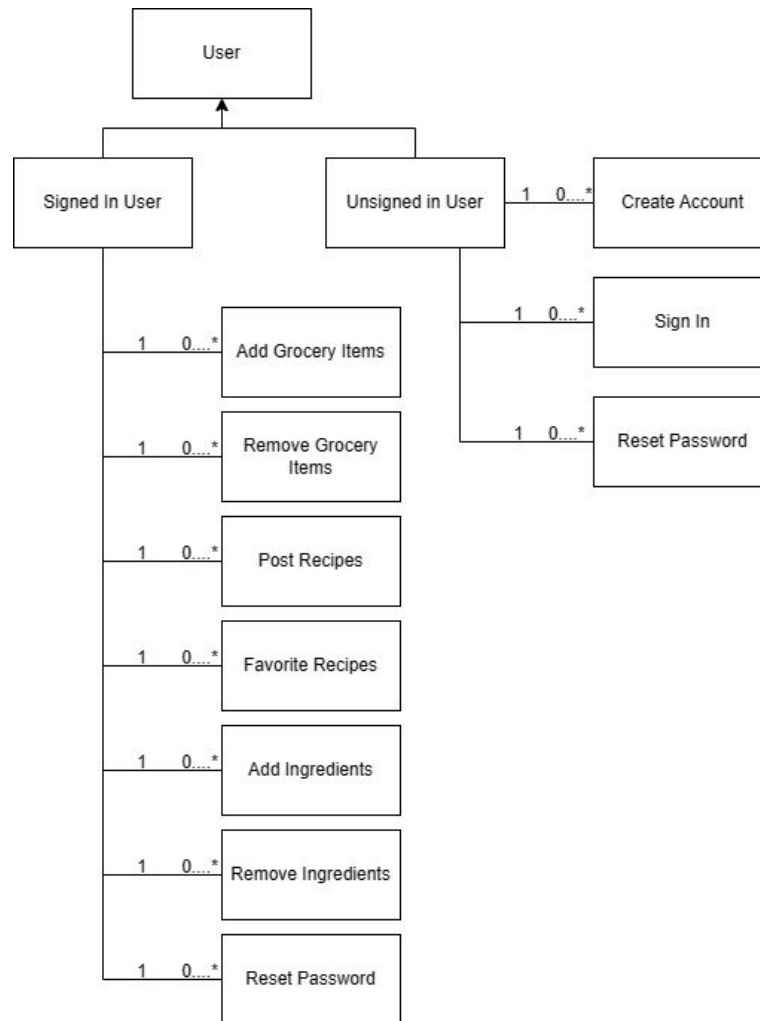 User
Signed In User
Unsigned in User
1 0....*
Create Account
1 0....*
Sign In
1 0....*
Reset Password
1 0....*
Add Grocery Items
1 0....*
Remove Grocery
Items
1 0....*
Post Recipes
1 0....*
Favorite Recipes
1 0....*
Add Ingredients
1 0....*
Remove Ingredients
1 0....*
Reset Password